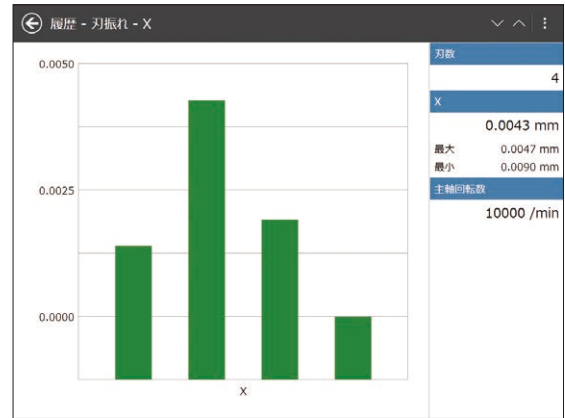 履歴 - 刃振れ - X
0.0050
0.0025
0.0000
X
刃数
4
X
0.0043 mm
最大 0.0047 mm
最小 0.0090 mm
主軸回転数
10000 /min